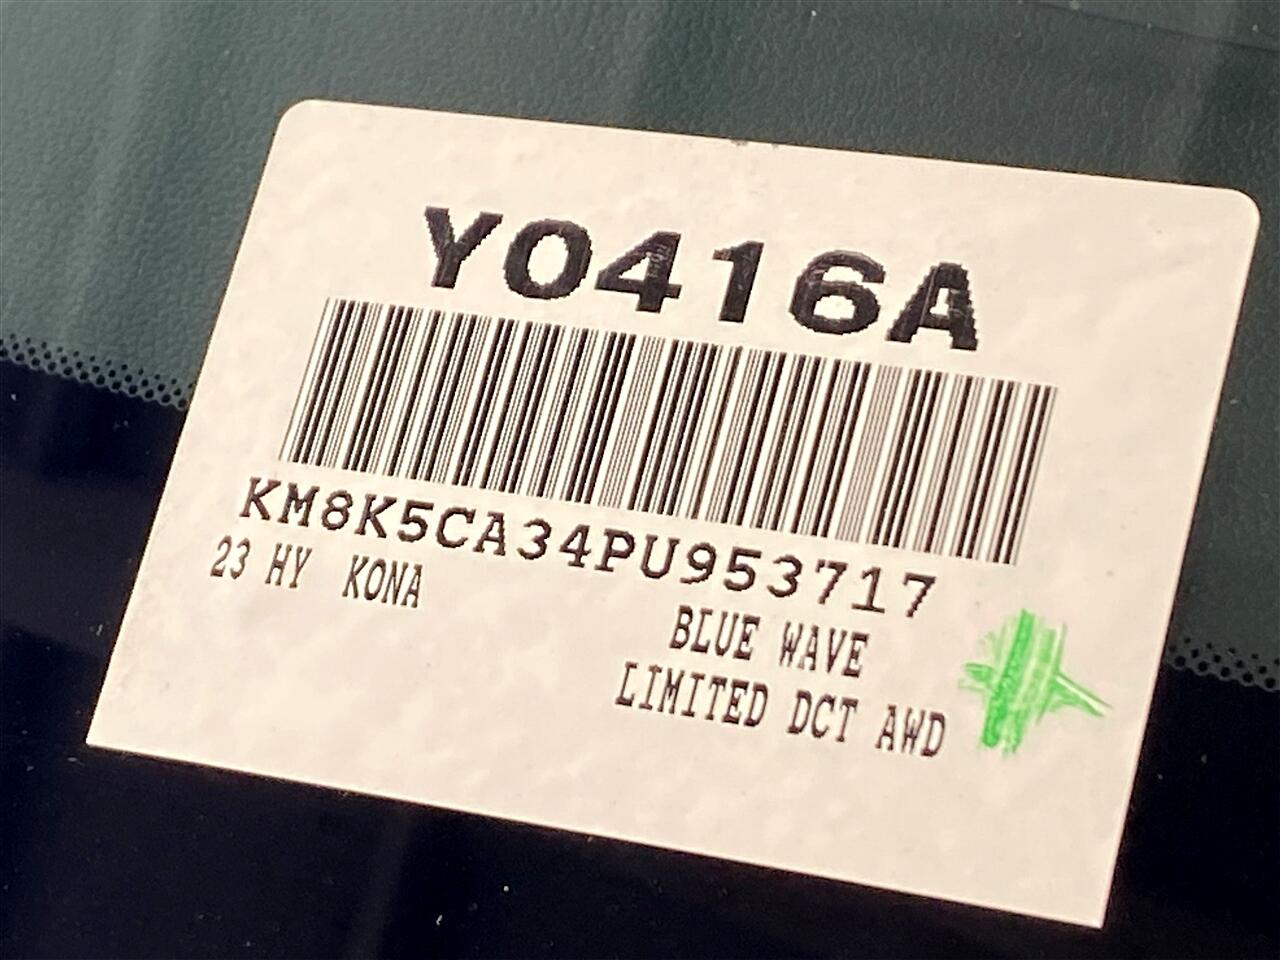 Y0416A
KM8K5CA34PU953717
23 HY KONA
BLUE WAVE
LIMITED DCT AWD